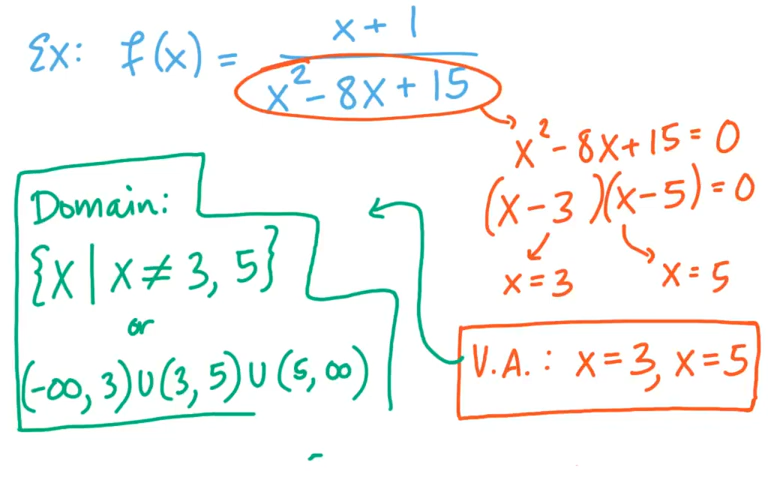 Ex: f(x) = x + 1 / x² - 8x + 15
x² - 8x + 15 = 0
(x - 3)(x - 5) = 0
x = 3 x = 5
V.A.: x = 3, x = 5
Domain:
{x | x ≠ 3, 5}
or
(-∞, 3) ∪ (3, 5) ∪ (5, ∞)